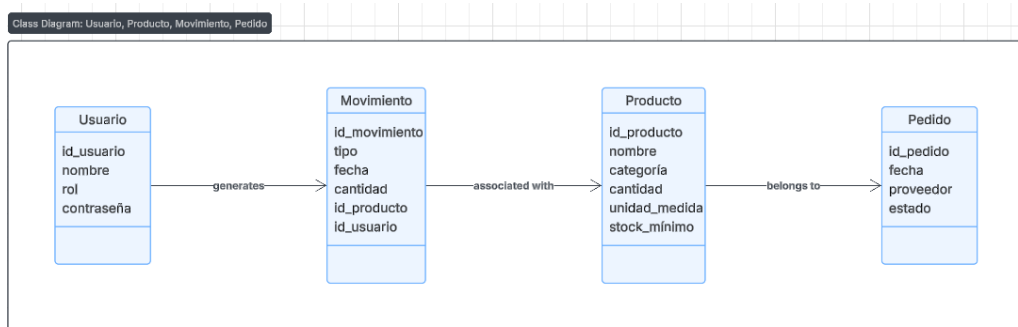 Class Diagram: Usuario, Producto, Movimiento, Pedido
Usuario
id_usuario
nombre
rol
contraseña
generates
Movimiento
id_movimiento
tipo
fecha
cantidad
id_producto
id_usuario
associated with
Producto
id_producto
nombre
categoría
cantidad
unidad_medida
stock_mínimo
belongs to
Pedido
id_pedido
fecha
proveedor
estado